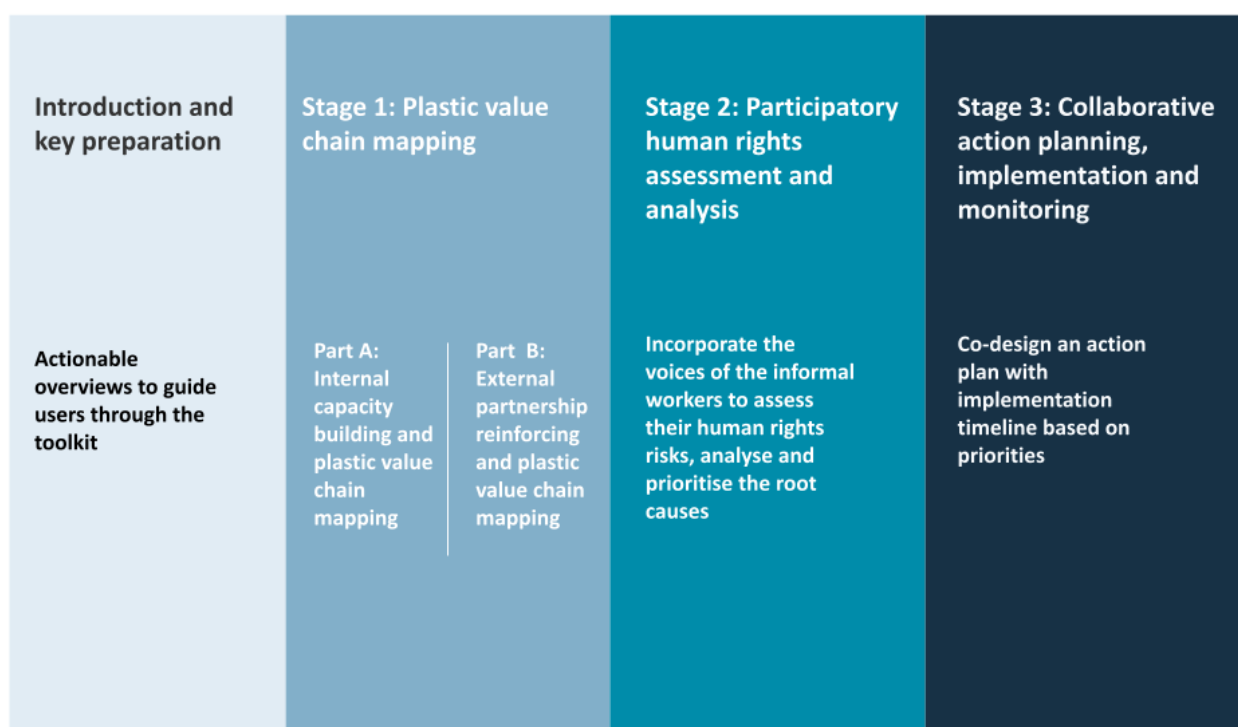 Introduction and
key preparation
Actionable
overviews to guide
users through the
toolkit
Stage 1: Plastic value
chain mapping
Part A:
Internal
capacity
building and
plastic value
chain
mapping
Part  B:
External
partnership
reinforcing
and plastic
value chain
mapping
Stage 2: Participatory
human rights
assessment and
analysis
Incorporate the
voices of the informal
workers to assess
their human rights
risks, analyse and
prioritise the root
causes
Stage 3: Collaborative
action planning,
implementation and
monitoring
Co-design an action
plan with
implementation
timeline based on
priorities